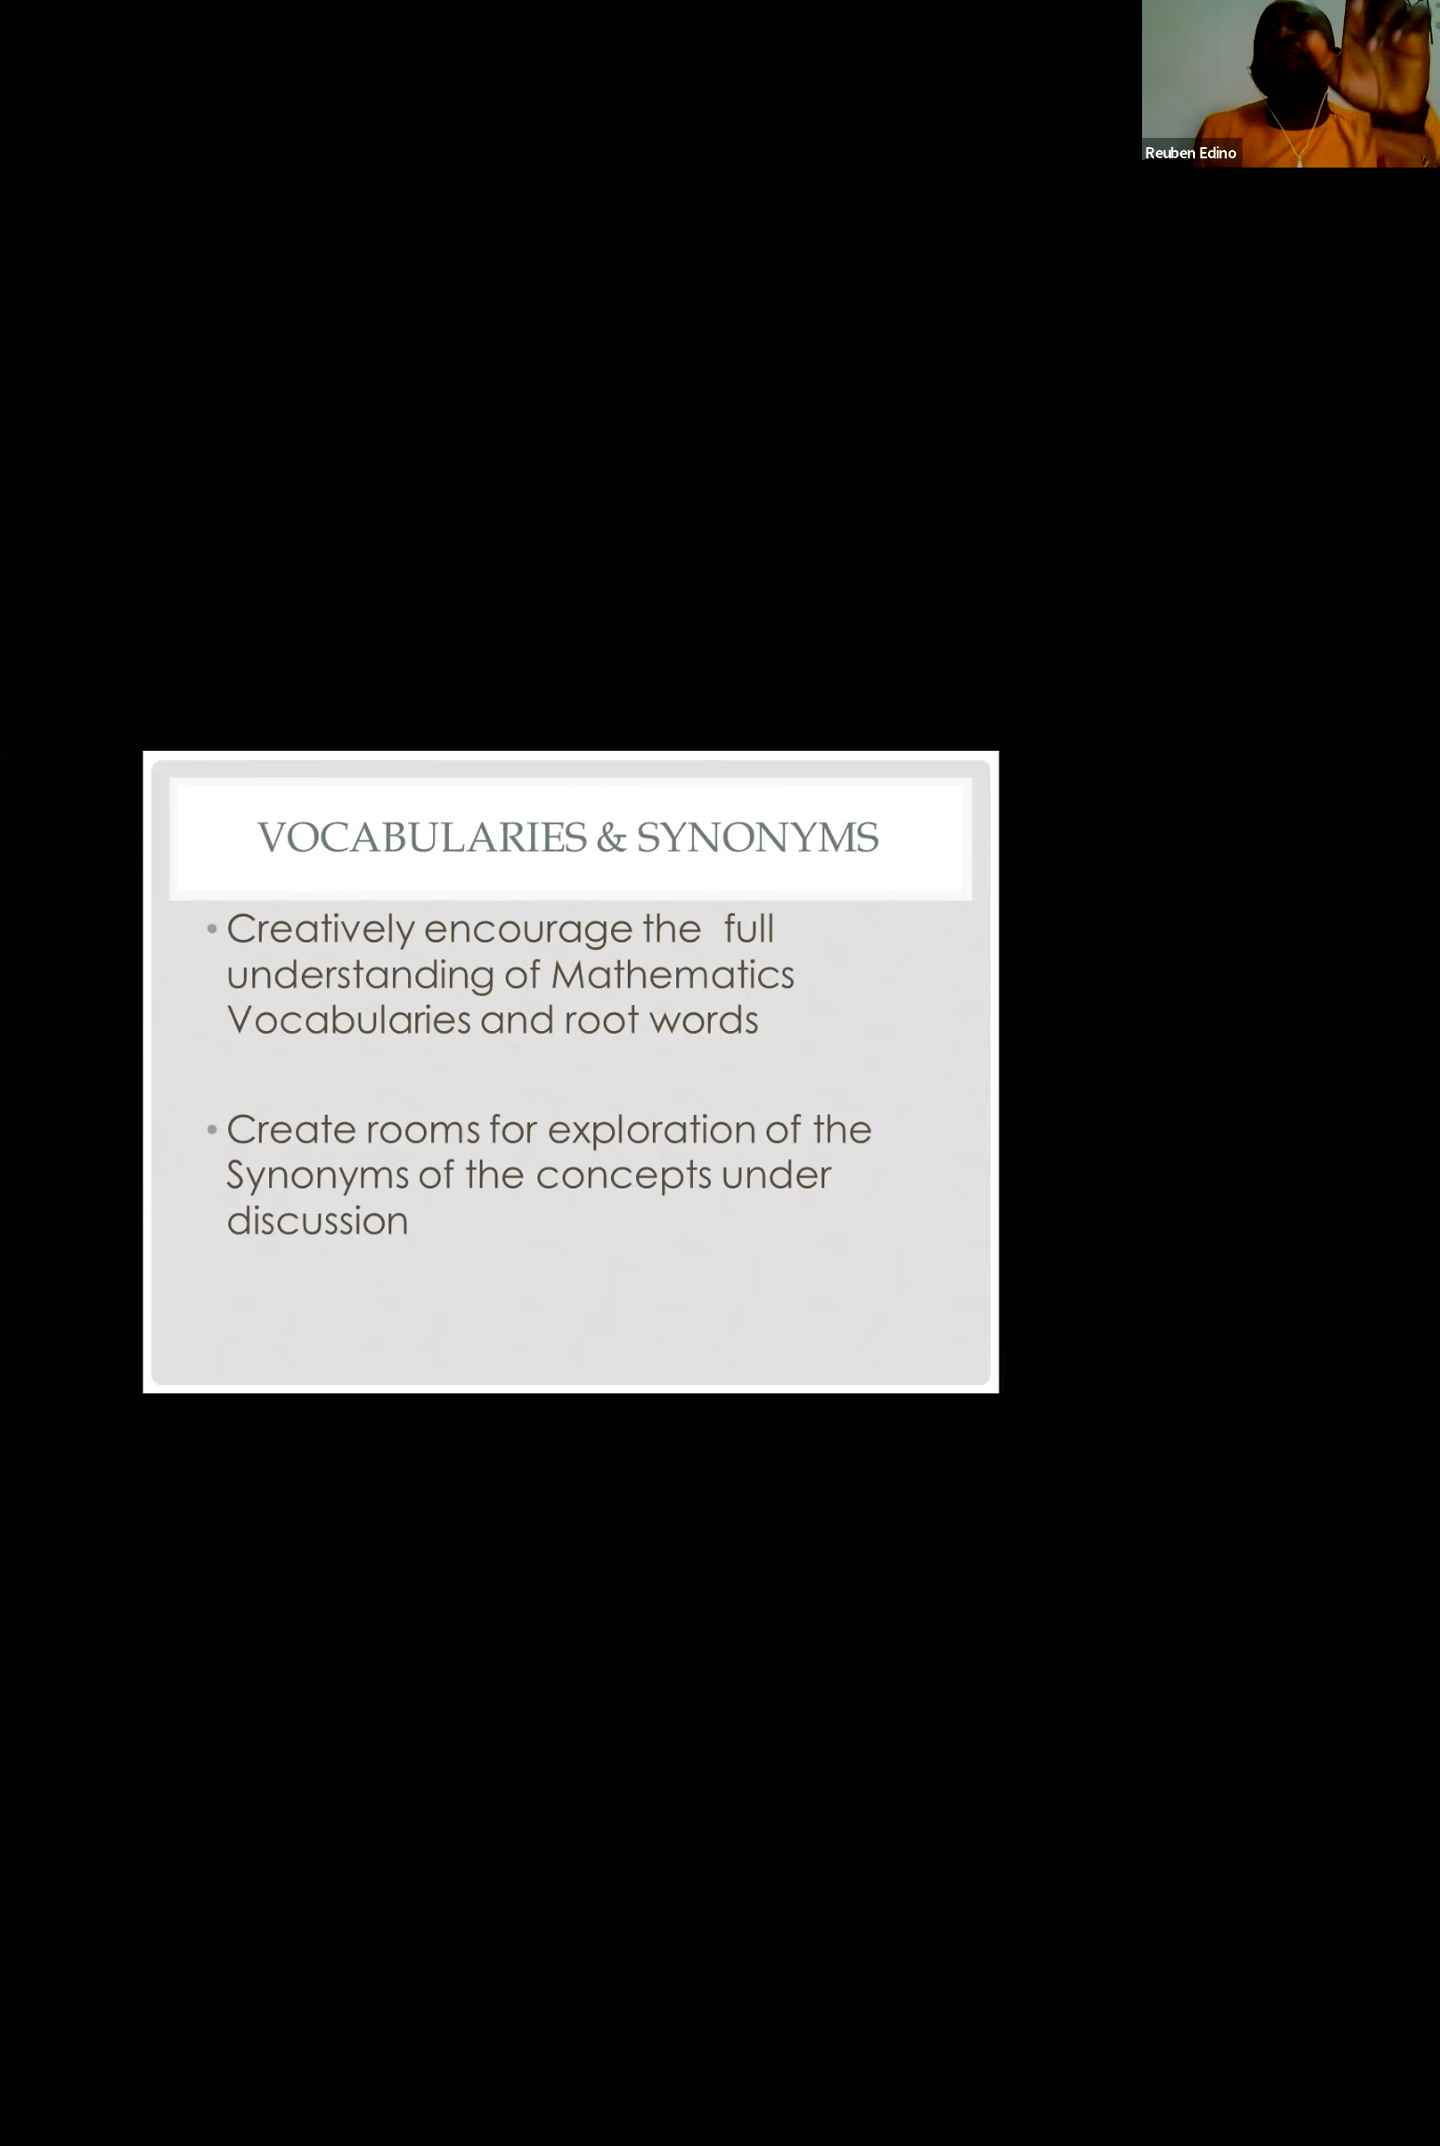 Reuben Edino
VOCABULARIES & SYNONYMS
• Creatively encourage the full
understanding of Mathematics
Vocabularies and root words
• Create rooms for exploration of the
Synonyms of the concepts under
discussion